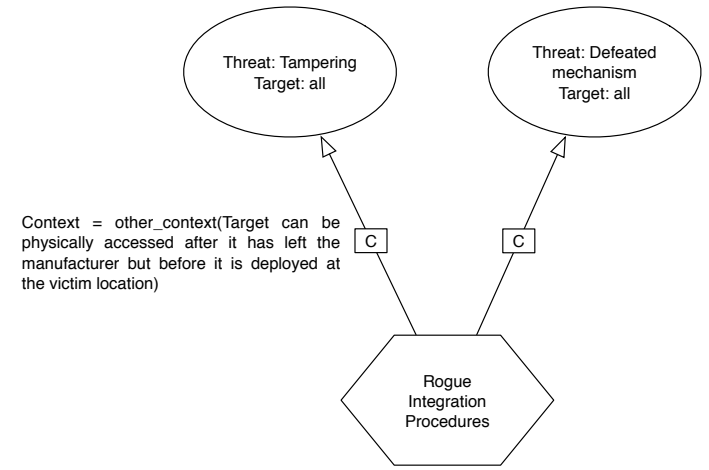 Threat: Tampering
Target: all
Threat: Defeated
mechanism
Target: all
Context = other_context(Target can be
physically accessed after it has left the
manufacturer but before it is deployed at
the victim location)
C
C
Rogue
Integration
Procedures